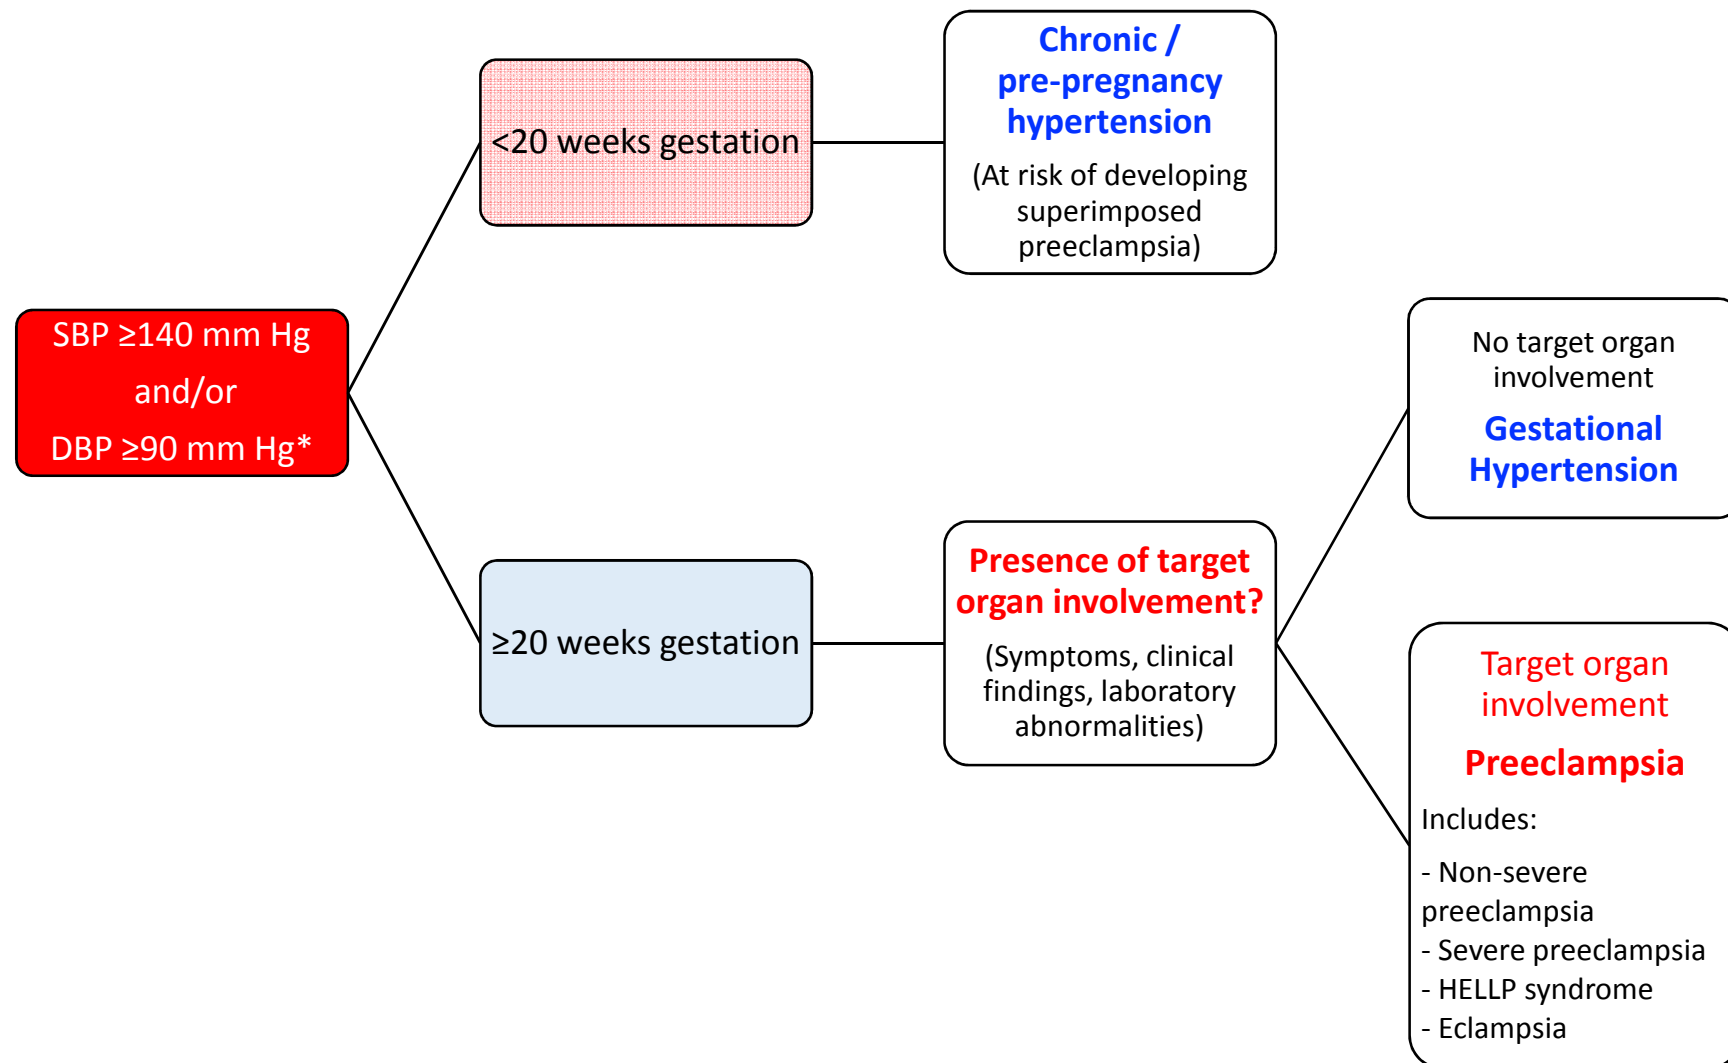 SBP ≥140 mm Hg
and/or
DBP ≥90 mm Hg*
<20 weeks gestation
Chronic /
pre-pregnancy
hypertension
(At risk of developing
superimposed
preeclampsia)
≥20 weeks gestation
Presence of target
organ involvement?
(Symptoms, clinical
findings, laboratory
abnormalities)
No target organ
involvement
Gestational
Hypertension
Target organ
involvement
Preeclampsia
Includes:
- Non-severe
preeclampsia
- Severe preeclampsia
- HELLP syndrome
- Eclampsia